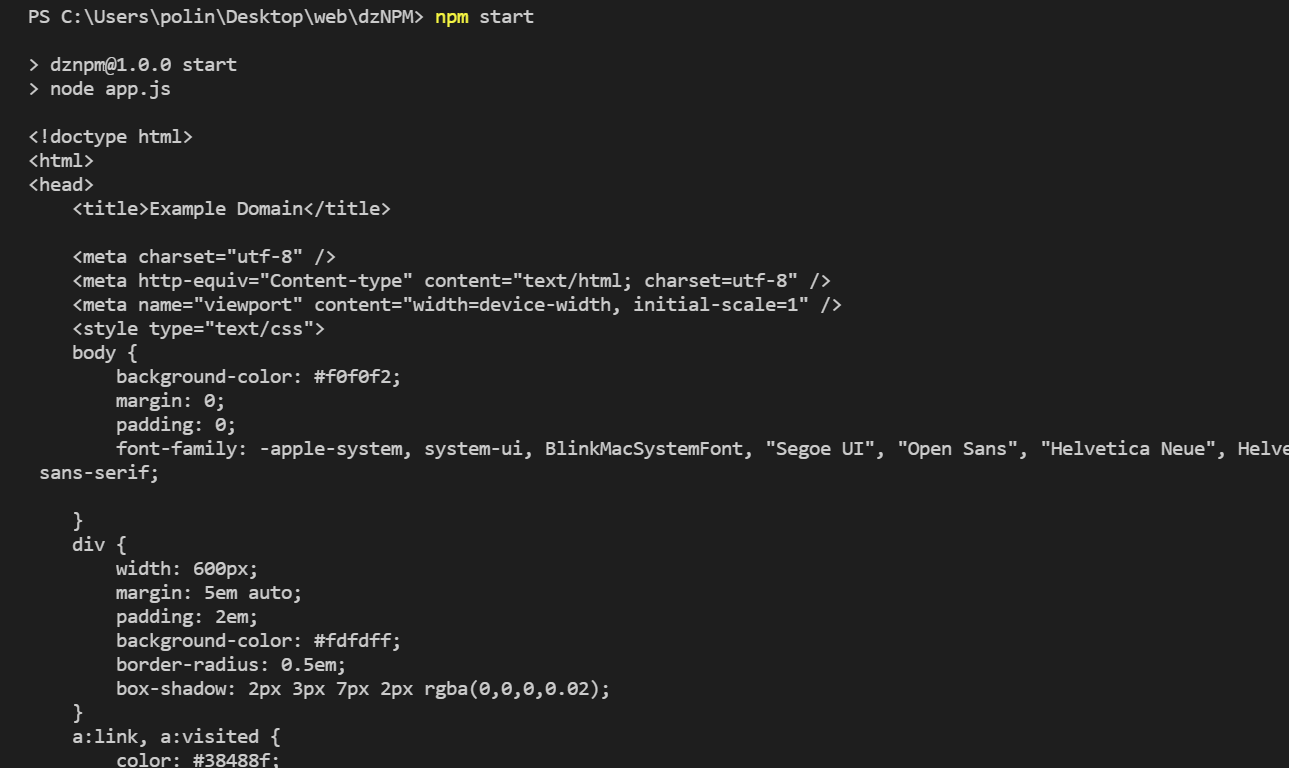 PS C:\Users\polin\Desktop\web\dzNPM> npm start
> dznpm@1.0.0 start
> node app.js
<!doctype html>
<html>
<head>
    <title>Example Domain</title>
    <meta charset="utf-8" />
    <meta http-equiv="Content-type" content="text/html; charset=utf-8" />
    <meta name="viewport" content="width=device-width, initial-scale=1" />
    <style type="text/css">
    body {
        background-color: #f0f0f2;
        margin: 0;
        padding: 0;
        font-family: -apple-system, system-ui, BlinkMacSystemFont, "Segoe UI", "Open Sans", "Helvetica Neue", Helve
 sans-serif;
    }
    div {
        width: 600px;
        margin: 5em auto;
        padding: 2em;
        background-color: #fdfdff;
        border-radius: 0.5em;
        box-shadow: 2px 3px 7px 2px rgba(0,0,0,0.02);
    }
    a:link, a:visited {
        color: #38488f;